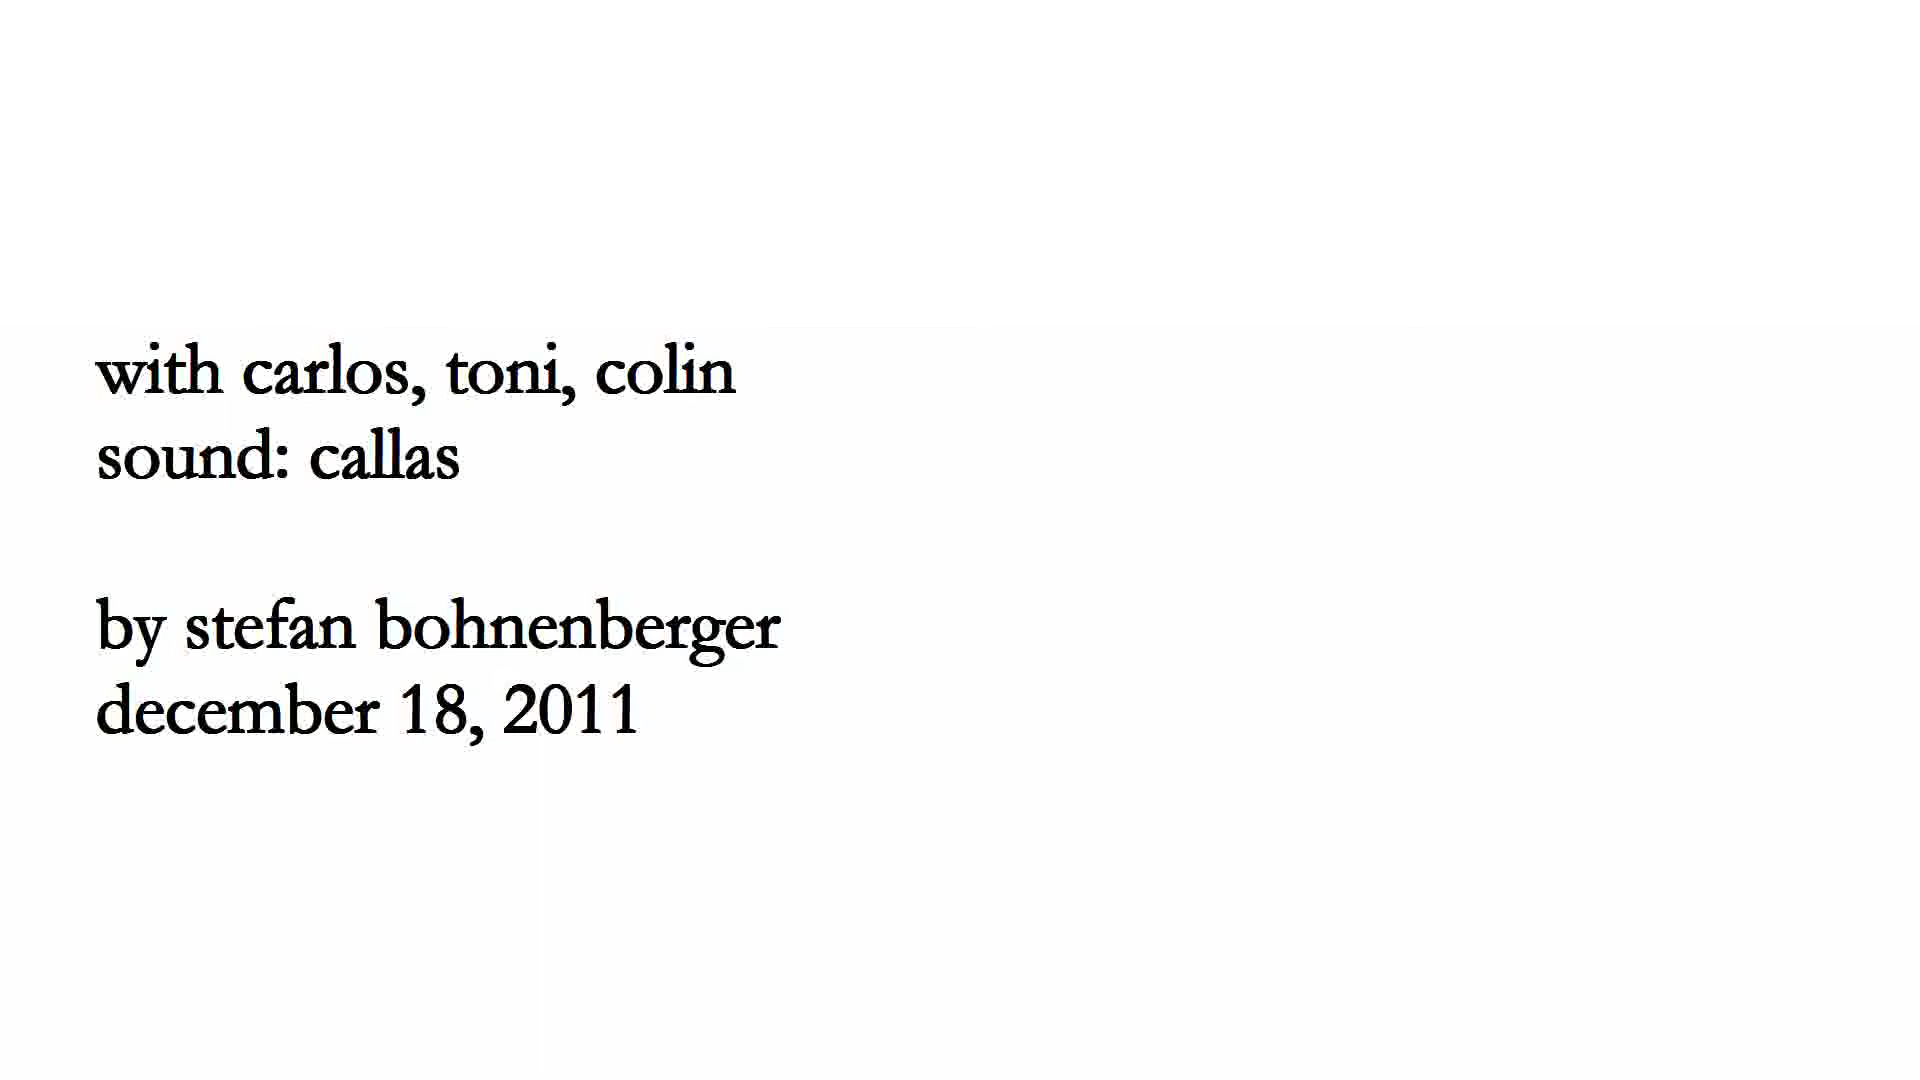 with carlos, toni, colin
sound: callas
by stefan bohnenberger
december 18, 2011